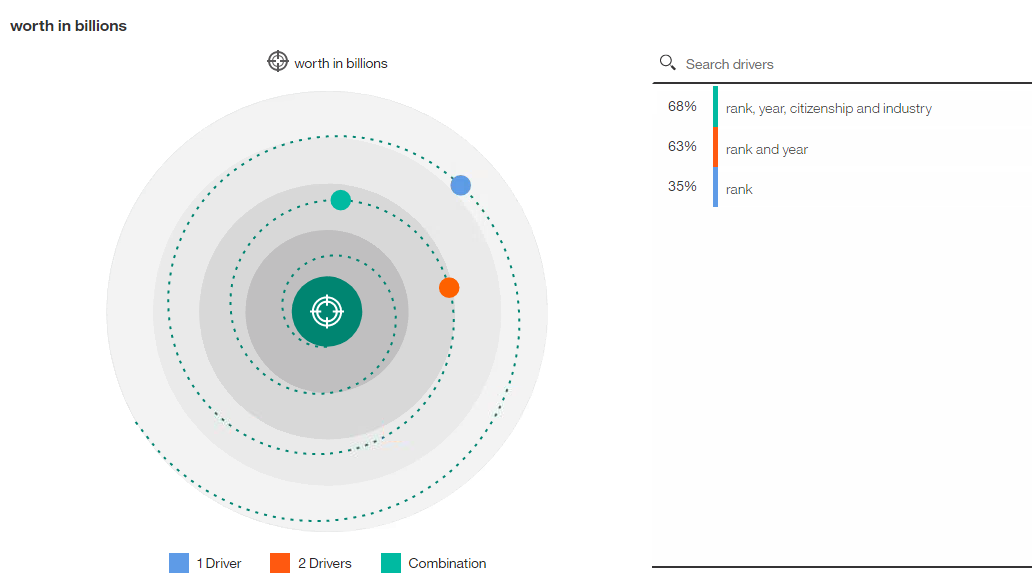 worth in billions
worth in billions
Search drivers
68% rank, year, citizenship and industry
63% rank and year
35% rank
1 Driver 2 Drivers Combination